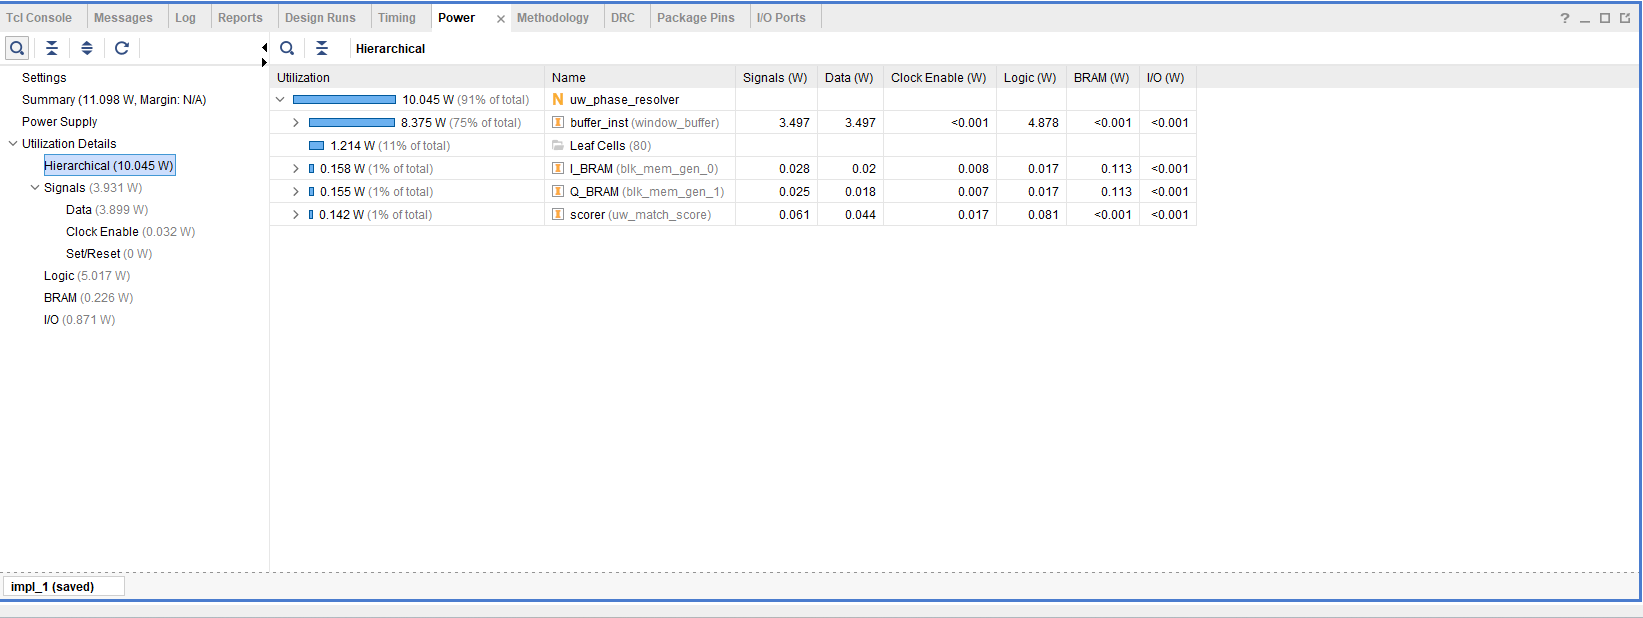 Tcl Console Messages Log Reports Design Runs Timing Power × Methodology DRC Package Pins I/O Ports ?
Hierarchical
Settings
Summary (11.098 W, Margin: N/A)
Power Supply
Utilization Details
Hierarchical (10.045 W)
Signals (3.931 W)
Data (3.899 W)
Clock Enable (0.032 W)
Set/Reset (0 W)
Logic (5.017 W)
BRAM (0.226 W)
I/O (0.871 W)
Utilization Name Signals (W) Data (W) Clock Enable (W) Logic (W) BRAM (W) I/O (W)
10.045 W (91% of total) N uw_phase_resolver
8.375 W (75% of total) I buffer_inst (window_buffer) 3.497 3.497 <0.001 4.878 <0.001 <0.001
1.214 W (11% of total) Leaf Cells (80)
0.158 W (1% of total) I I_BRAM (blk_mem_gen_0) 0.028 0.02 0.008 0.017 0.113 <0.001
0.155 W (1% of total) I Q_BRAM (blk_mem_gen_1) 0.025 0.018 0.007 0.017 0.113 <0.001
0.142 W (1% of total) I scorer (uw_match_score) 0.061 0.044 0.017 0.081 <0.001 <0.001
impl_1 (saved)